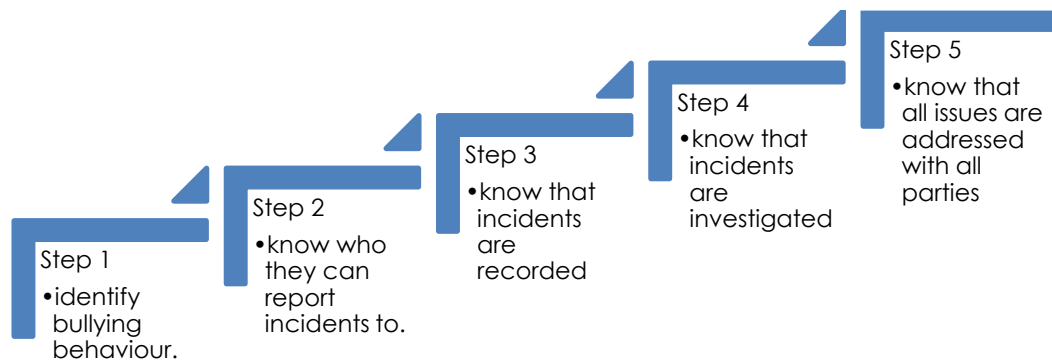 Step 1
•identify
bullying
behaviour.
Step 2
•know who
they can
report
incidents to.
Step 3
•know that
incidents
are
recorded
Step 4
•know that
incidents
are
investigated
Step 5
•know that
all issues are
addressed
with all
parties